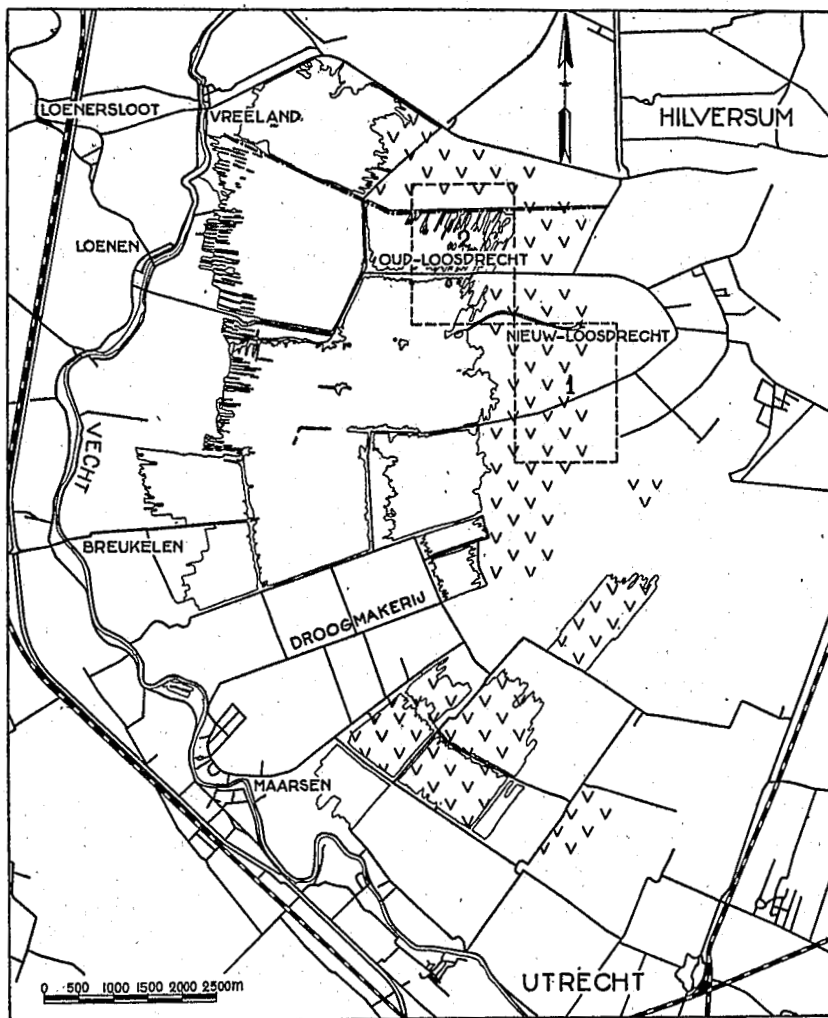 LOENERSLOOT
VREELAND
HILVERSUM
LOENEN
2
OUD-LOOSDRECHT
NIEUW-LOOSDRECHT
1
VECHT
BREUKELEN
DROOGMAKERIJ
MAARSEN
UTRECHT
0 500 1000 1500 2000 2500m